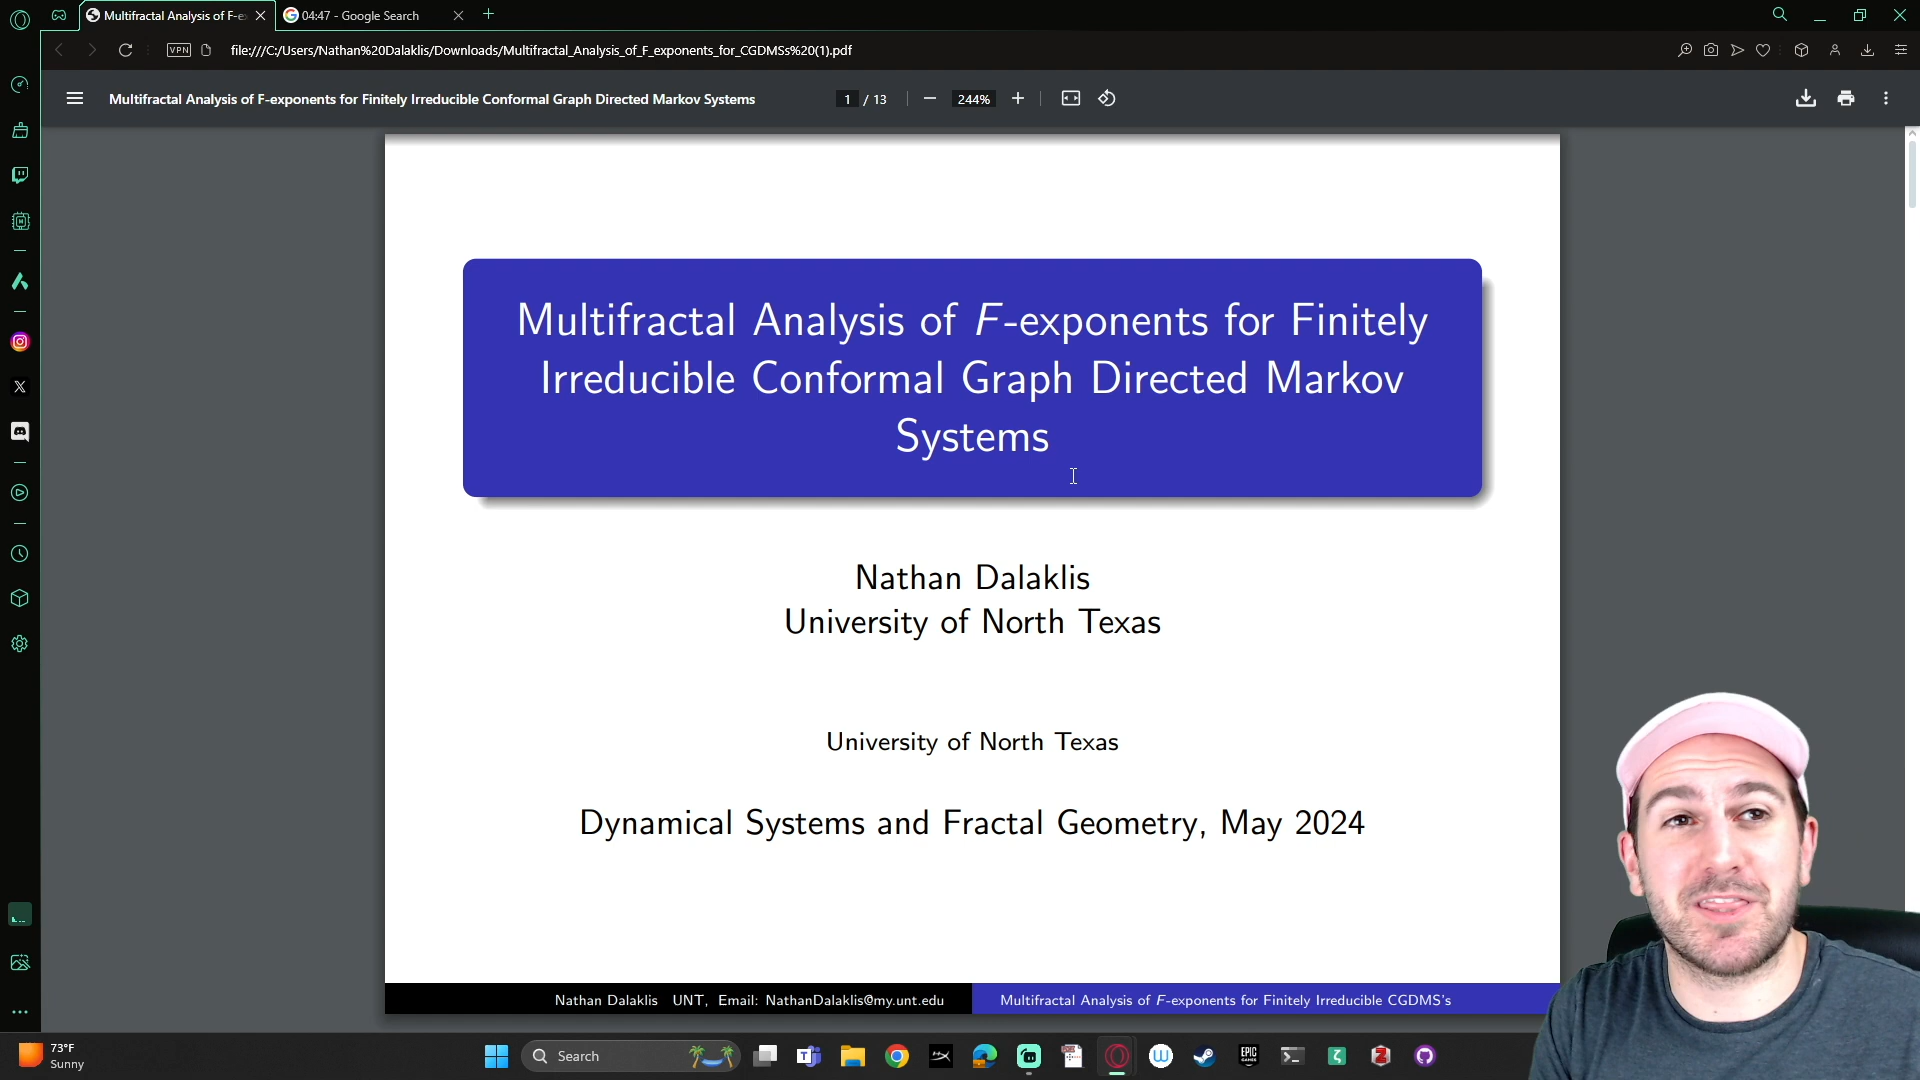 Multifractal Analysis of F-e
04:47 - Google Search
VPN
file:///C:/Users/Nathan%20Dalaklis/Downloads/Multifractal_Analysis_of_F_exponents_for_CGDMSs%20(1).pdf
Multifractal Analysis of F-exponents for Finitely Irreducible Conformal Graph Directed Markov Systems
1 / 13
244%
Multifractal Analysis of F-exponents for Finitely
Irreducible Conformal Graph Directed Markov
Systems
Nathan Dalaklis
University of North Texas
University of North Texas
Dynamical Systems and Fractal Geometry, May 2024
Nathan Dalaklis UNT, Email: NathanDalaklis@my.unt.edu
Multifractal Analysis of F-exponents for Finitely Irreducible CGDMS's
73°F
Sunny
Search
EPIC
GAMES